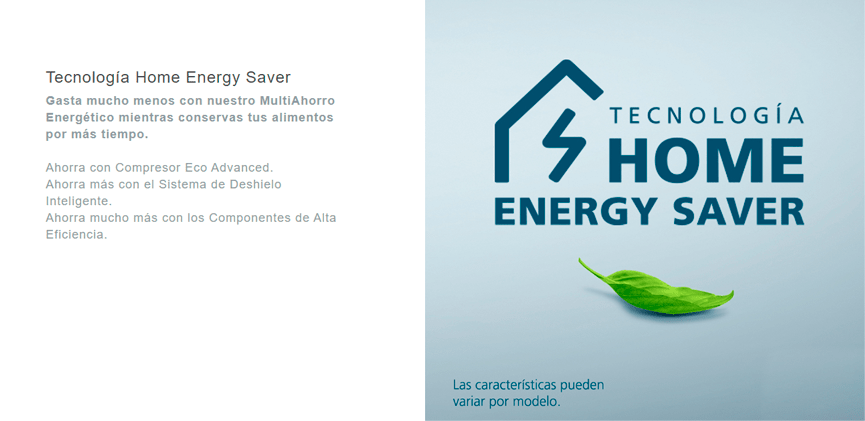 Tecnología Home Energy Saver
Gasta mucho menos con nuestro MultiAhorro
Energético mientras conservas tus alimentos
por más tiempo.
Ahorra con Compresor Eco Advanced.
Ahorra más con el Sistema de Deshielo
Inteligente.
Ahorra mucho más con los Componentes de Alta
Eficiencia.
TECNOLOGÍA
HOME
ENERGY SAVER
Las características pueden
variar por modelo.